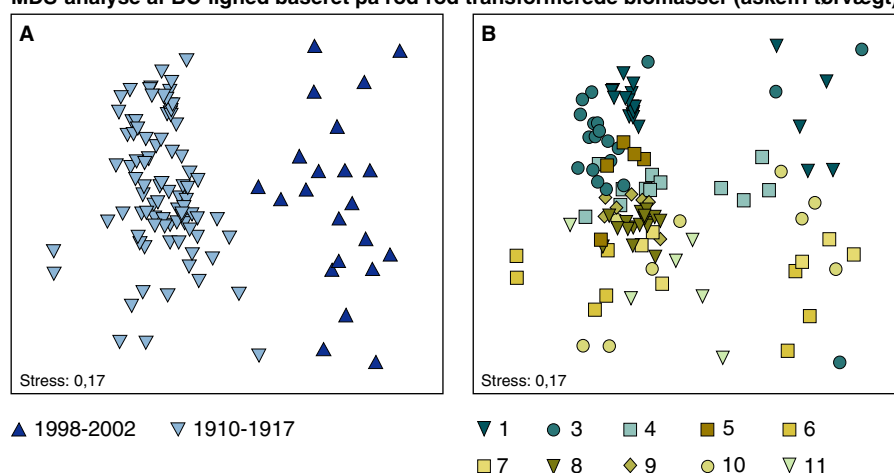 MDS-analyse af BC-lighed baseret på rod-rod transformerede biomasser (askefri tørvægt)
A
B
Stress: 0,17
Stress: 0,17
1998-2002
1910-1917
1
3
4
5
6
7
8
9
10
11